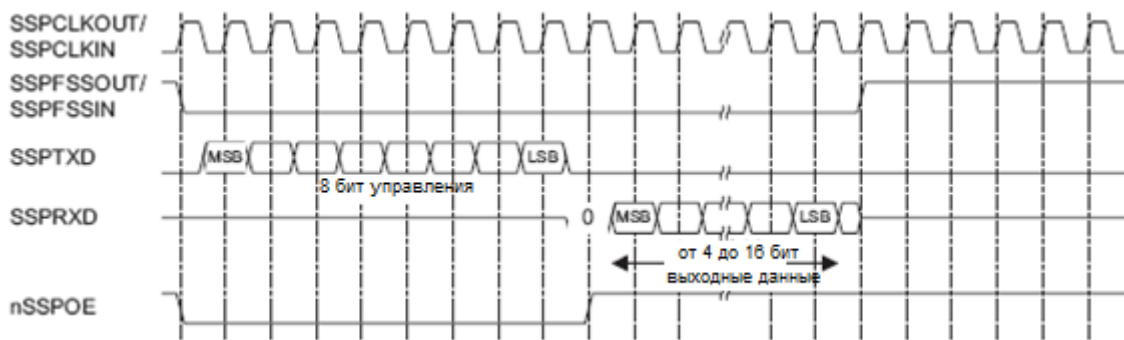 SSPCLKOUT/
SSPCLKIN
SSPFSSOUT/
SSPFSSIN
SSPTXD
MSB
LSB
8 бит управления
SSPRXD
0
MSB
LSB
от 4 до 16 бит
выходные данные
nSSPOE